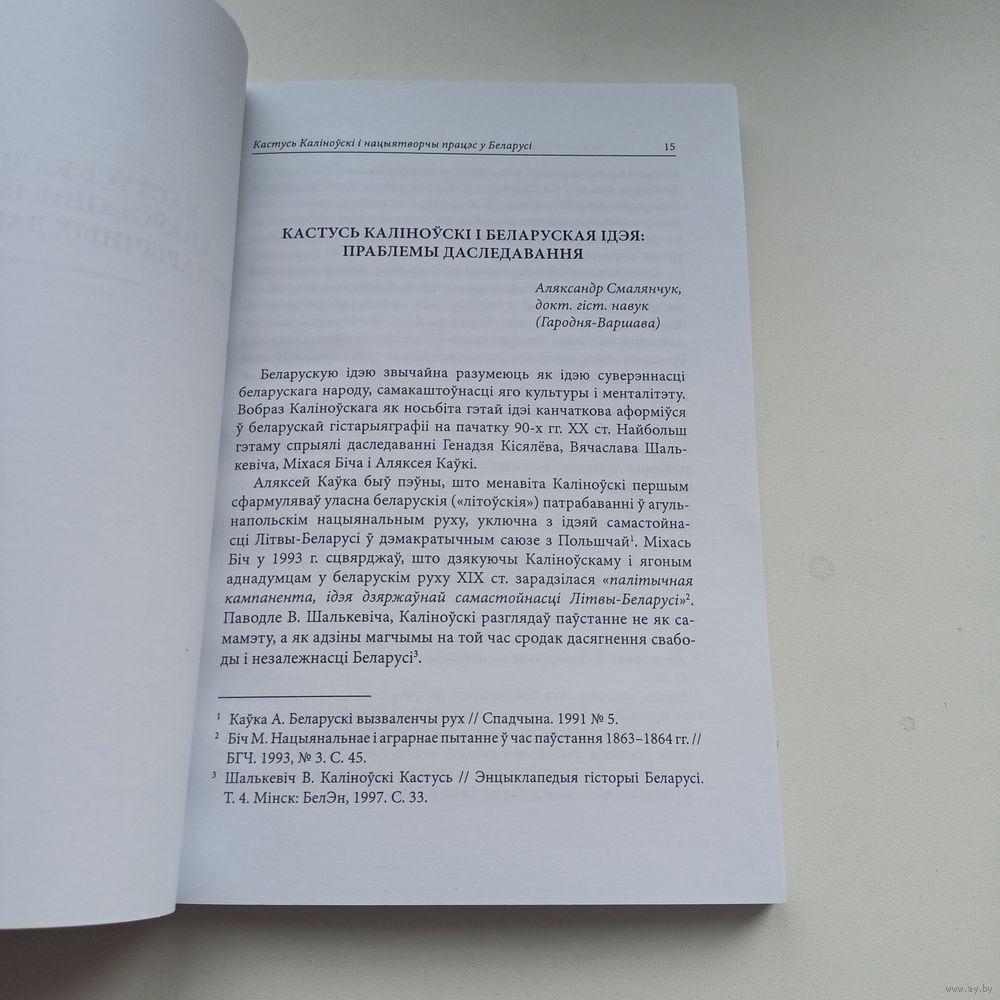 Кастусь Каліноўскі і нацыятворчы працэс у Беларусі 15
КАСТУСЬ КАЛІНОЎСКІ І БЕЛАРУСКАЯ ІДЭЯ:
ПРАБЛЕМЫ ДАСЛЕДАВАННЯ
Аляксандр Смалянчук,
докт. гіст. навук
(Гародня-Варшава)
Беларускую ідэю звычайна разумеюць як ідэю суверэннасці
беларускага народу, самакаштоўнасці яго культуры і менталітэту.
Вобраз Каліноўскага як носьбіта гэтай ідэі канчаткова аформіўся
ў беларускай гістарыяграфіі на пачатку 90-х гг. XX ст. Найбольш
гэтаму спрыялі даследаванні Генадзя Кісялёва, Вячаслава Шаль-
кевіча, Міхася Біча і Аляксея Каўкі.
Аляксей Каўка быў пэўны, што менавіта Каліноўскі першым
сфармуляваў уласна беларускія («літоўскія») патрабаванні ў агуль-
напольскім нацыянальным руху, уключна з ідэяй самастойна-
сці Літвы-Беларусі ў дэмакратычным саюзе з Польшчай¹. Міхась
Біч у 1993 г. сцвярджаў, што дзякуючы Каліноўскаму і ягоным
аднадумцам у беларускім руху XIX ст. зарадзілася «палітычная
кампанента, ідэя дзяржаўнай самастойнасці Літвы-Беларусі»².
Паводле В. Шалькевіча, Каліноўскі разглядаў паўстанне не як са-
мамэту, а як адзіны магчымы на той час сродак дасягнення свабо-
ды і незалежнасці Беларусі³.
¹ Каўка А. Беларускі вызваленчы рух // Спадчына. 1991 № 5.
² Біч М. Нацыянальнае і аграрнае пытанне ў час паўстання 1863–1864 гг. //
БГЧ. 1993, № 3. С. 45.
³ Шалькевіч В. Каліноўскі Кастусь // Энцыклапедыя гісторыі Беларусі.
Т. 4. Мінск: БелЭн, 1997. С. 33.
www.ay.by